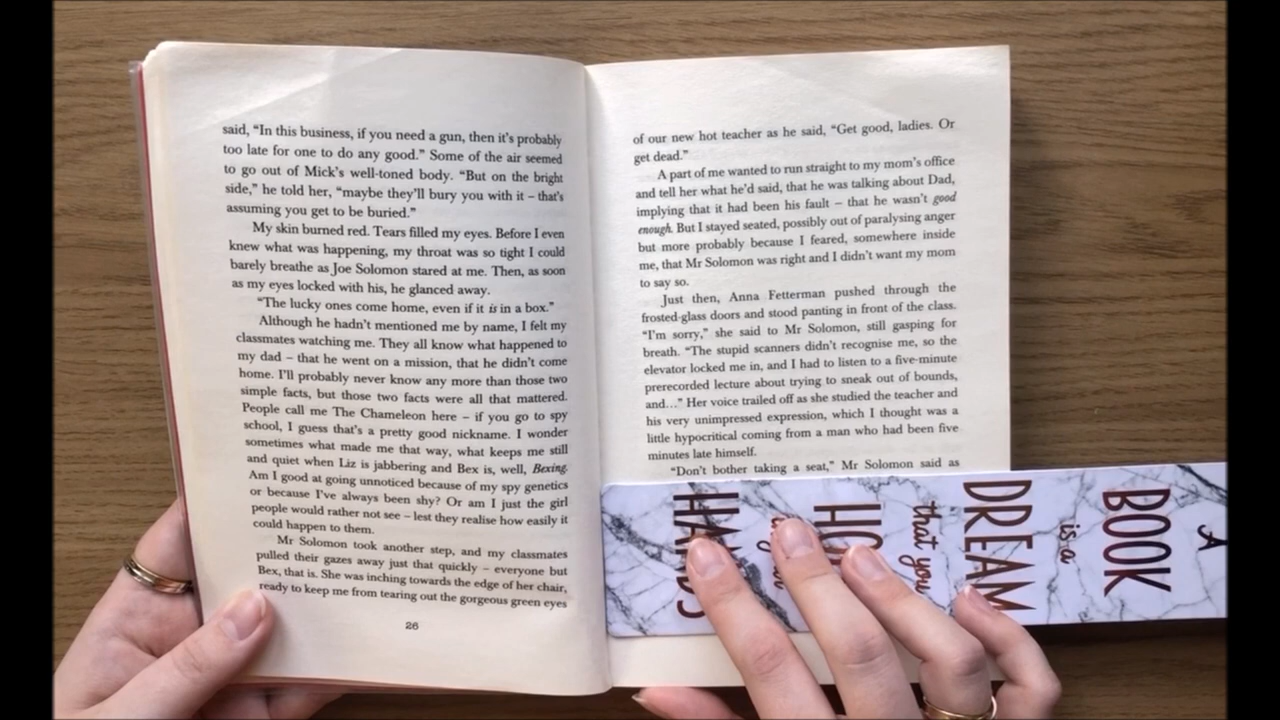 said, “In this business, if you need a gun, then it’s probably
too late for one to do any good.” Some of the air seemed
to go out of Mick’s well-toned body. “But on the bright
side,” he told her, “maybe they’ll bury you with it – that’s
assuming you get to be buried.”
My skin burned red. Tears filled my eyes. Before I even
knew what was happening, my throat was so tight I could
barely breathe as Joe Solomon stared at me. Then, as soon
as my eyes locked with his, he glanced away.
“The lucky ones come home, even if it is in a box.”
Although he hadn’t mentioned me by name, I felt my
classmates watching me. They all know what happened to
my dad – that he went on a mission, that he didn’t come
home. I’ll probably never know any more than those two
simple facts, but those two facts were all that mattered.
People call me The Chameleon here – if you go to spy
school, I guess that’s a pretty good nickname. I wonder
sometimes what made me that way, what keeps me still
and quiet when Liz is jabbering and Bex is, well, Bexing.
Am I good at going unnoticed because of my spy genetics
or because I’ve always been shy? Or am I just the girl
people would rather not see – lest they realise how easily it
could happen to them.
Mr Solomon took another step, and my classmates
pulled their gazes away just that quickly – everyone but
Bex, that is. She was inching towards the edge of her chair,
ready to keep me from tearing out the gorgeous green eyes
26
of our new hot teacher as he said, “Get good, ladies. Or
get dead.”
A part of me wanted to run straight to my mom’s office
and tell her what he’d said, that he was talking about Dad,
implying that it had been his fault – that he wasn’t good
enough. But I stayed seated, possibly out of paralysing anger
but more probably because I feared, somewhere inside
me, that Mr Solomon was right and I didn’t want my mom
to say so.
Just then, Anna Fetterman pushed through the
frosted-glass doors and stood panting in front of the class.
“I’m sorry,” she said to Mr Solomon, still gasping for
breath. “The stupid scanners didn’t recognise me, so the
elevator locked me in, and I had to listen to a five-minute
prerecorded lecture about trying to sneak out of bounds,
and…” Her voice trailed off as she studied the teacher and
his very unimpressed expression, which I thought was a
little hypocritical coming from a man who had been five
minutes late himself.
“Don’t bother taking a seat,” Mr Solomon said as
A
BOOK
is a
DREAM
that you